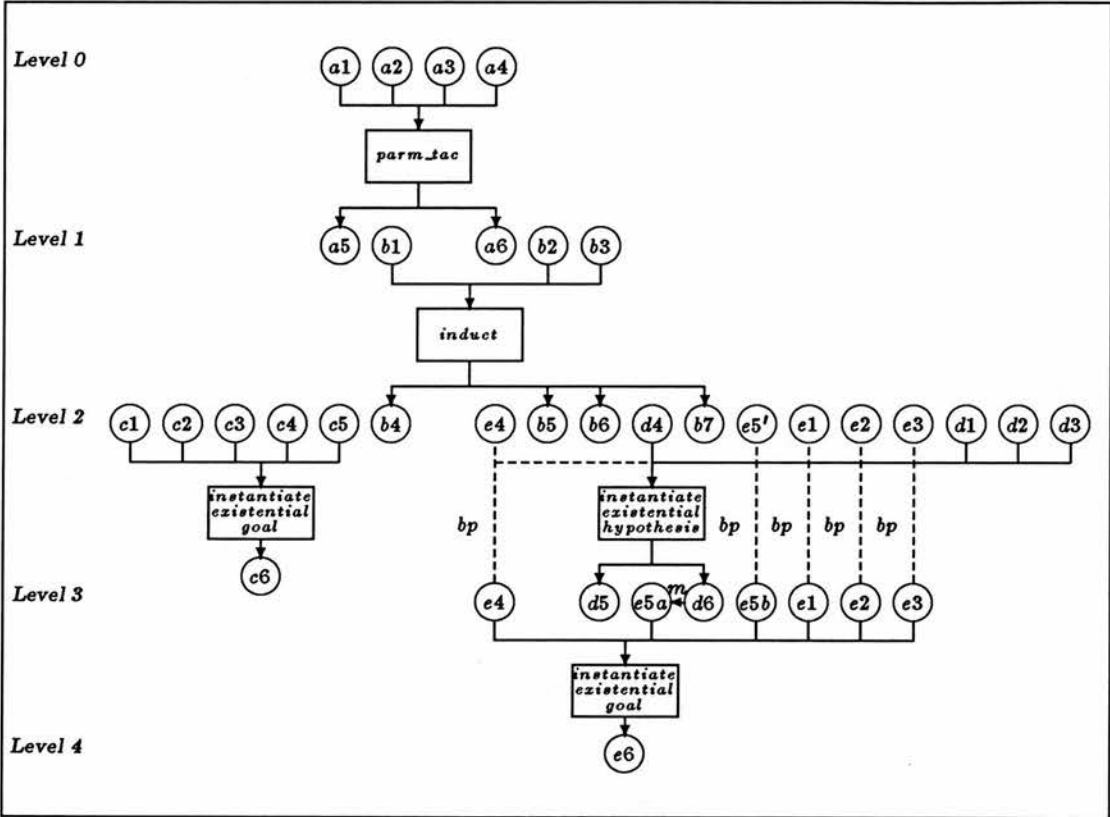 Level 0 a1 a2 a3 a4
parm_tac
Level 1 a5 b1 a6 b2 b3
induct
Level 2 c1 c2 c3 c4 c5 b4 e4 b5 b6 d4 b7 e5' e1 e2 e3 d1 d2 d3
instantiate
existential
goal
instantiate
existential
hypothesis
bp bp bp bp bp
c6
Level 3 e4 d5 e5a m d6 e5b e1 e2 e3
instantiate
existential
goal
Level 4 e6